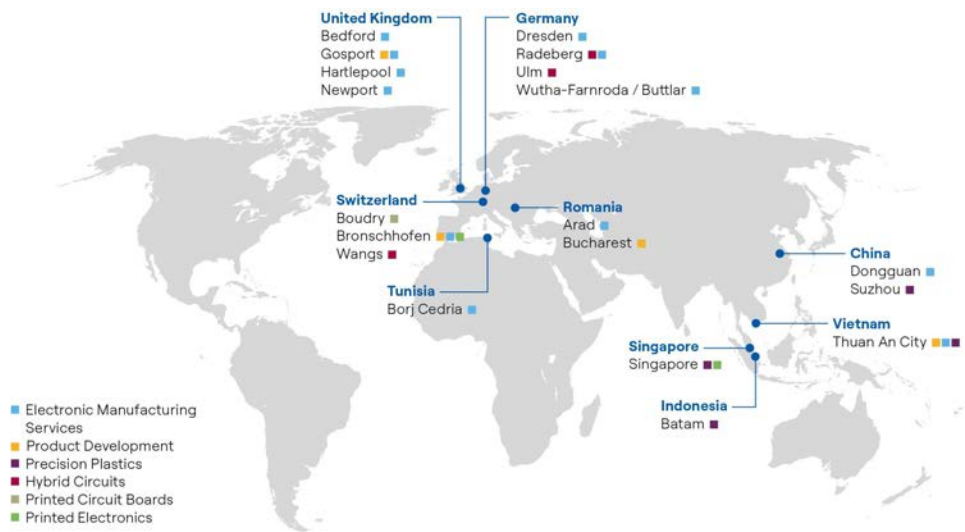 United Kingdom
Bedford
Gosport
Hartlepool
Newport
Germany
Dresden
Radeberg
Ulm
Wutha-Farnroda / Buttlar
Switzerland
Boudry
Bronschhofen
Wangs
Romania
Arad
Bucharest
Tunisia
Borj Cedria
China
Dongguan
Suzhou
Vietnam
Thuan An City
Singapore
Singapore
Indonesia
Batam
Electronic Manufacturing
Services
Product Development
Precision Plastics
Hybrid Circuits
Printed Circuit Boards
Printed Electronics